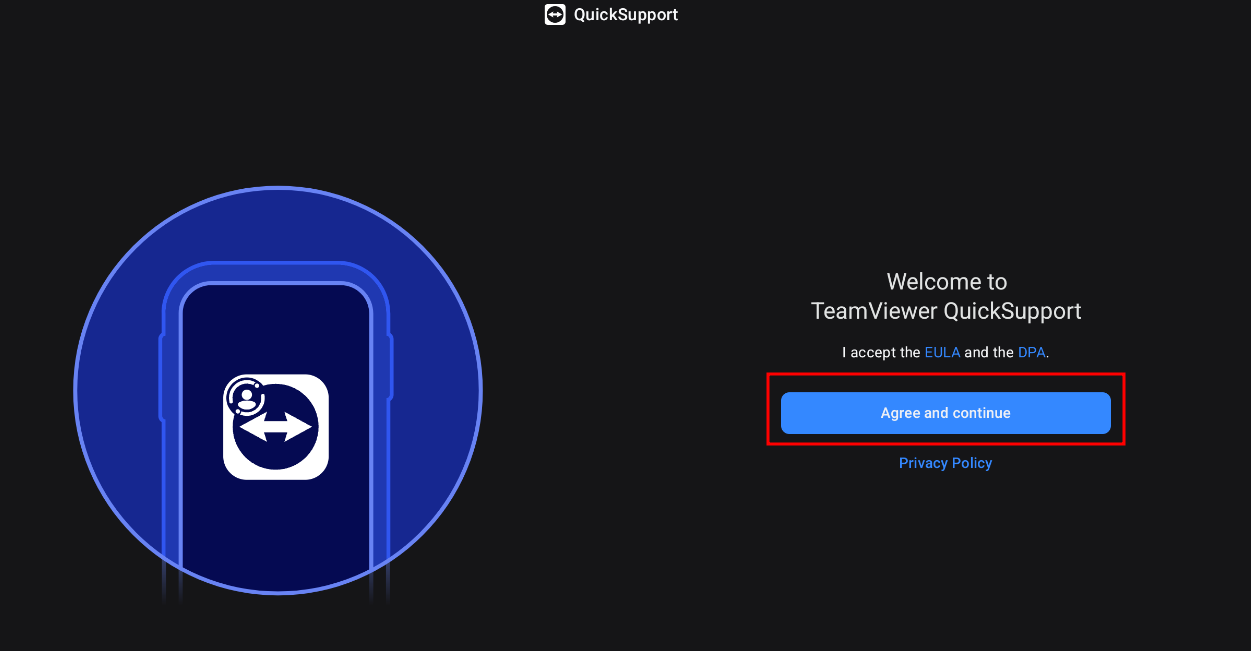 QuickSupport
Welcome to
TeamViewer QuickSupport
I accept the EULA and the DPA.
Agree and continue
Privacy Policy